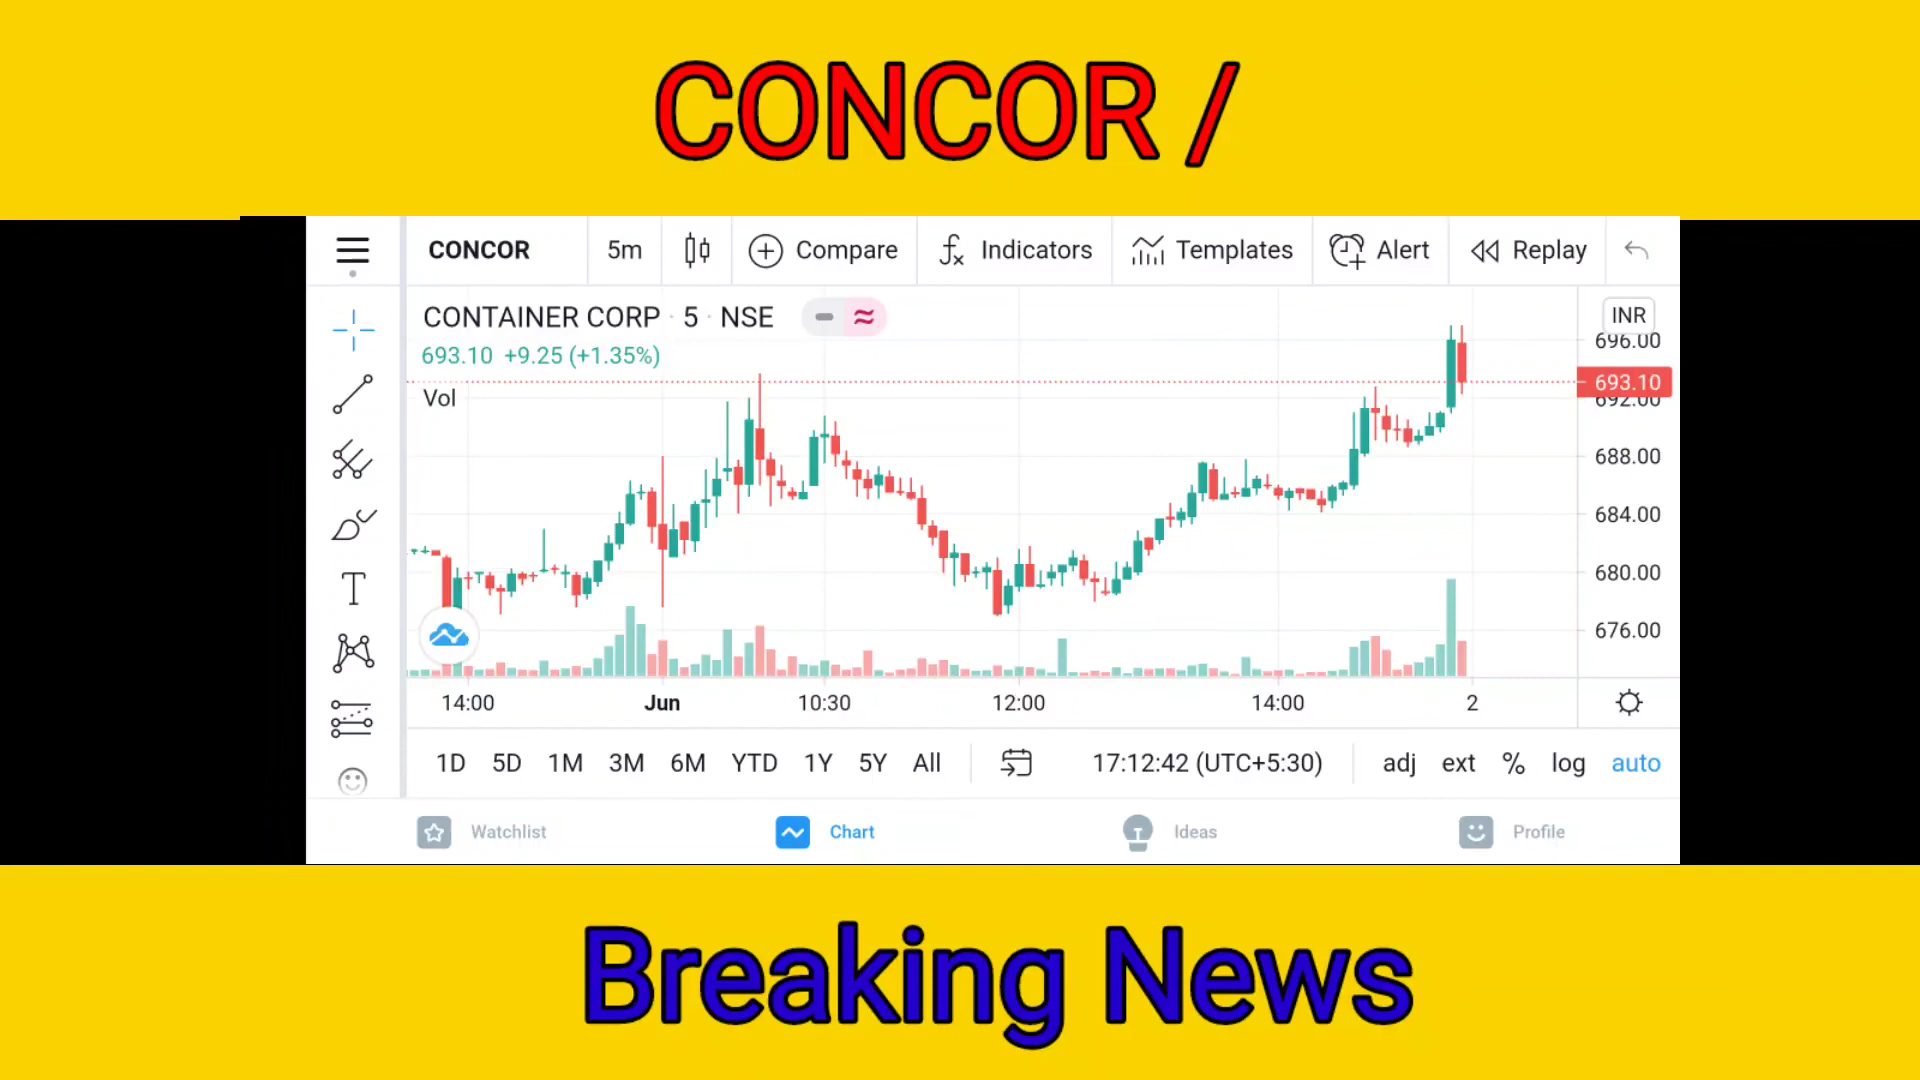 CONCOR /
CONCOR 5m Compare Indicators Templates Alert Replay
CONTAINER CORP · 5 · NSE
INR
693.10 +9.25 (+1.35%)
Vol
696.00
693.10
692.00
688.00
684.00
680.00
676.00
14:00 Jun 10:30 12:00 14:00 2
1D 5D 1M 3M 6M YTD 1Y 5Y All 17:12:42 (UTC+5:30) adj ext % log auto
Watchlist Chart Ideas Profile
Breaking News